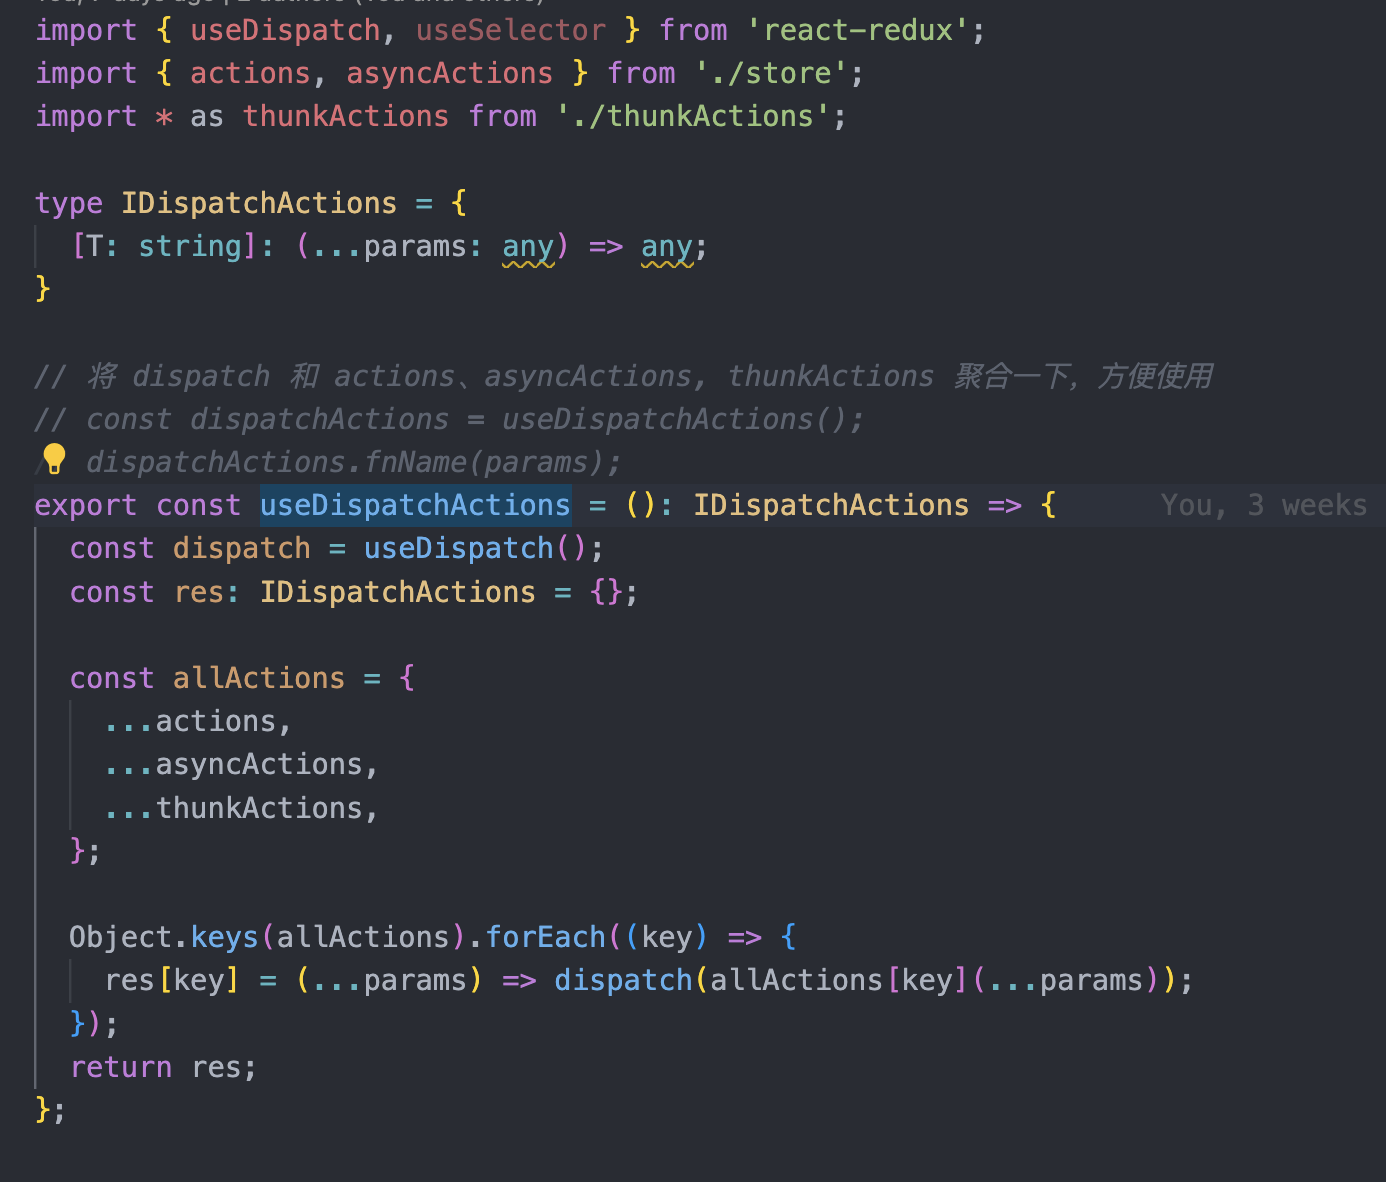 import { useDispatch, useSelector } from 'react-redux';
import { actions, asyncActions } from './store';
import * as thunkActions from './thunkActions';
type IDispatchActions = {
[T: string]: (...params: any) => any;
}
// 将 dispatch 和 actions、asyncActions, thunkActions 聚合一下, 方便使用
// const dispatchActions = useDispatchActions();
dispatchActions.fnName(params);
export const useDispatchActions = (): IDispatchActions => { You, 3 weeks
const dispatch = useDispatch();
const res: IDispatchActions = {};
const allActions = {
...actions,
...asyncActions,
...thunkActions,
};
Object.keys(allActions).forEach((key) => {
res[key] = (...params) => dispatch(allActions[key](...params));
});
return res;
};